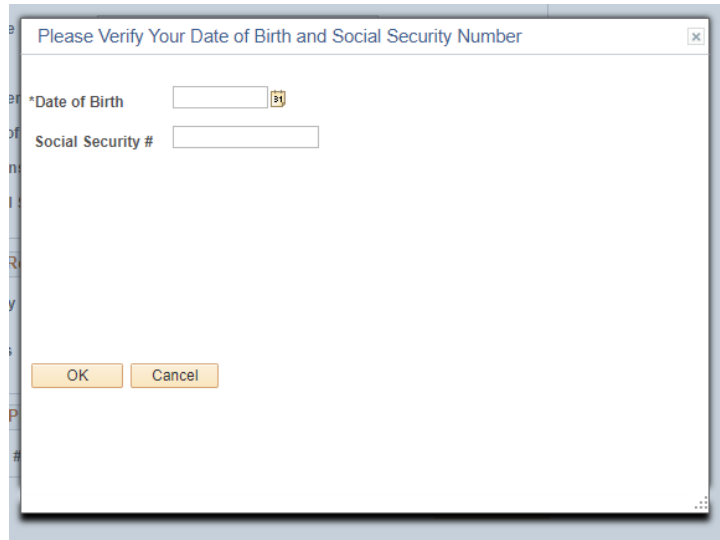 Please Verify Your Date of Birth and Social Security Number
*Date of Birth
31
Social Security #
OK Cancel
#